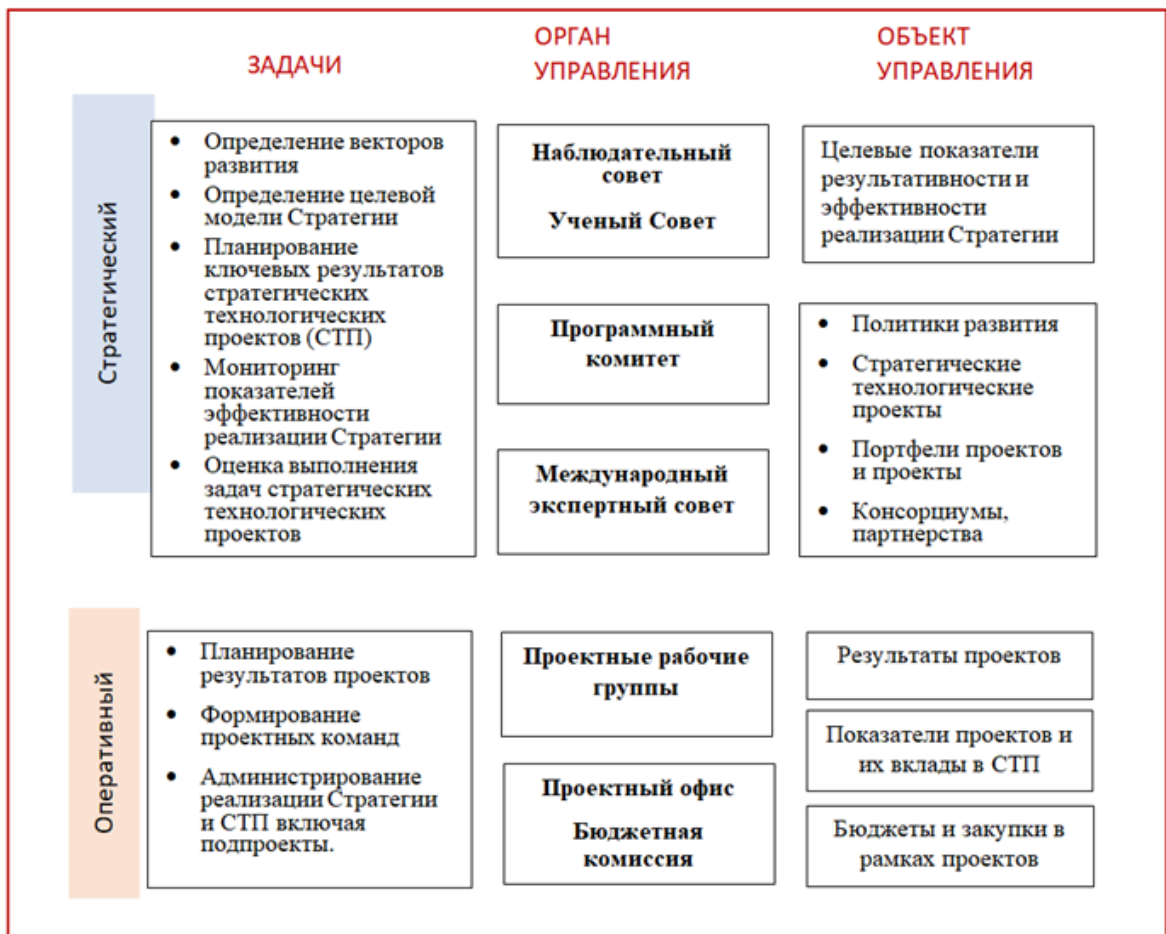 ЗАДАЧИ
ОРГАН
УПРАВЛЕНИЯ
ОБЪЕКТ
УПРАВЛЕНИЯ
Стратегический
• Определение векторов
развития
• Определение целевой
модели Стратегии
• Планирование
ключевых результатов
стратегических
технологических
проектов (СТП)
• Мониторинг
показателей
эффективности
реализации Стратегии
• Оценка выполнения
задач стратегических
технологических
проектов
Наблюдательный
совет
Ученый Совет
Программный
комитет
Международный
экспертный совет
Целевые показатели
результативности и
эффективности
реализации Стратегии
• Политики развития
• Стратегические
технологические
проекты
• Портфели проектов
и проекты
• Консорциумы,
партнерства
Оперативный
• Планирование
результатов проектов
• Формирование
проектных команд
• Администрирование
реализации Стратегии
и СТП включая
подпроекты.
Проектные рабочие
группы
Проектный офис
Бюджетная
комиссия
Результаты проектов
Показатели проектов и
их вклады в СТП
Бюджеты и закупки в
рамках проектов